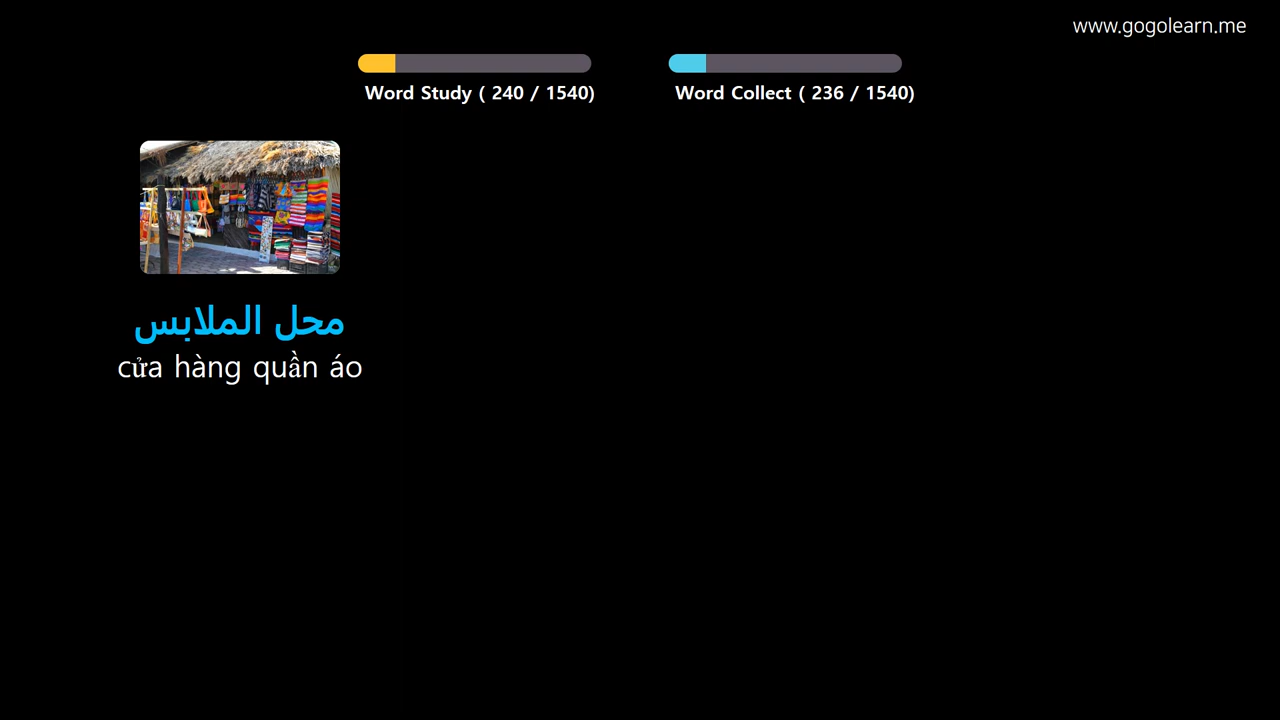 www.gogolearn.me
Word Study ( 240 / 1540)
Word Collect ( 236 / 1540)
محل الملابس
cửa hàng quần áo